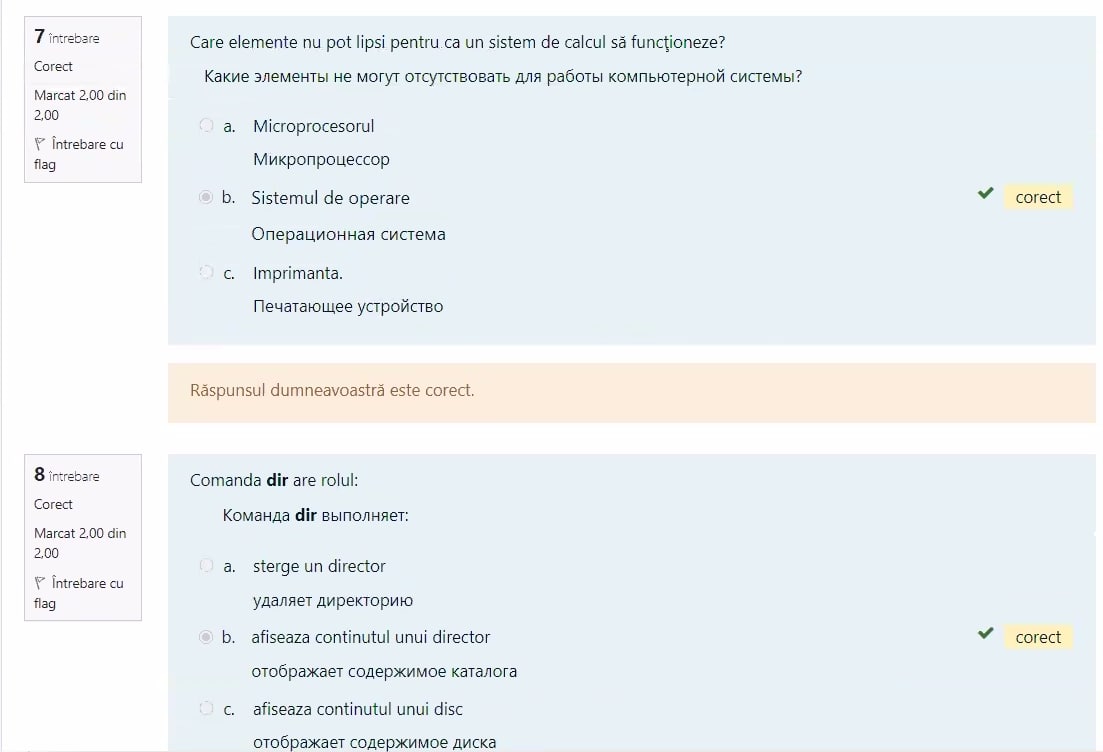 7 întrebare
Corect
Marcat 2,00 din
2,00
Întrebare cu
flag
Care elemente nu pot lipsi pentru ca un sistem de calcul să funcţioneze?
Какие элементы не могут отсутствовать для работы компьютерной системы?
a. Microprocesorul
Микропроцессор
b. Sistemul de operare
corect
Операционная система
c. Imprimanta.
Печатающее устройство
Răspunsul dumneavoastră este corect.
8 întrebare
Corect
Marcat 2,00 din
2,00
Întrebare cu
flag
Comanda dir are rolul:
Команда dir выполняет:
a. sterge un director
удаляет директорию
b. afiseaza continutul unui director
corect
отображает содержимое каталога
c. afiseaza continutul unui disc
отображает содержимое диска